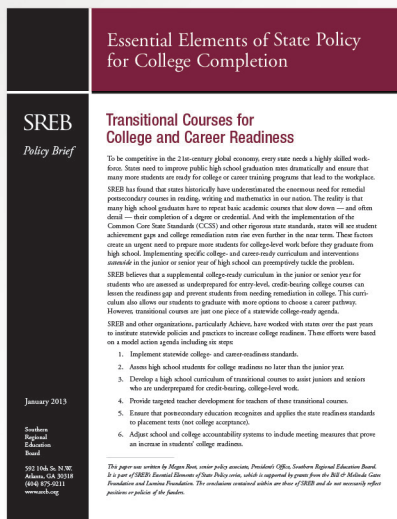 Essential Elements of State Policy
for College Completion
SREB
Policy Brief
Transitional Courses for
College and Career Readiness
To be competitive in the 21st-century global economy, every state needs a highly skilled work-
force. States need to improve public high school graduation rates dramatically and ensure that
many more students are ready for college or career training programs that lead to the workplace.
SREB has found that states historically have underestimated the enormous need for remedial
postsecondary courses in reading, writing and mathematics in our nation. The reality is that
many high school graduates have to repeat basic academic courses that slow down — and often
derail — their completion of a degree or credential. And with the implementation of the
Common Core State Standards (CCSS) and other rigorous state standards, states will see student
achievement gaps and college remediation rates rise even further in the near term. These factors
create an urgent need to prepare more students for college-level work before they graduate from
high school. Implementing specific college- and career-ready curriculum and interventions
statewide in the junior or senior year of high school can preemptively tackle the problem.
SREB believes that a supplemental college-ready curriculum in the junior or senior year for
students who are assessed as underprepared for entry-level, credit-bearing college courses can
lessen the readiness gap and prevent students from needing remediation in college. This curri-
culum also allows our students to graduate with more options to choose a career pathway.
However, transitional courses are just one piece of a statewide college-ready agenda.
SREB and other organizations, particularly Achieve, have worked with states over the past years
to institute statewide policies and practices to increase college readiness. These efforts were based
on a model action agenda including six steps:
1. Implement statewide college- and career-readiness standards.
2. Assess high school students for college readiness no later than the junior year.
3. Develop a high school curriculum of transitional courses to assist juniors and seniors
who are underprepared for credit-bearing, college-level work.
4. Provide targeted teacher development for teachers of these transitional courses.
5. Ensure that postsecondary education recognizes and applies the state readiness standards
to placement tests (not college acceptance).
6. Adjust school and college accountability systems to include meeting measures that prove
an increase in students' college readiness.
January 2013
Southern
Regional
Education
Board
592 10th St. N.W.
Atlanta, GA 30318
(404) 875-9211
www.sreb.org
This paper was written by Megan Root, senior policy associate, President's Office, Southern Regional Education Board.
It is part of SREB's Essential Elements of State Policy series, which is supported by grants from the Bill & Melinda Gates
Foundation and Lumina Foundation. The conclusions contained within are those of SREB and do not necessarily reflect
positions or policies of the funders.